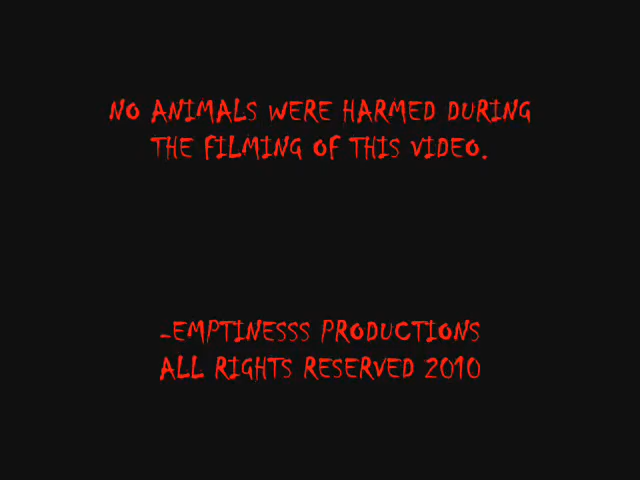 NO ANIMALS WERE HARMED DURING
THE FILMING OF THIS VIDEO.
-EMPTINESSS PRODUCTIONS
ALL RIGHTS RESERVED 2010